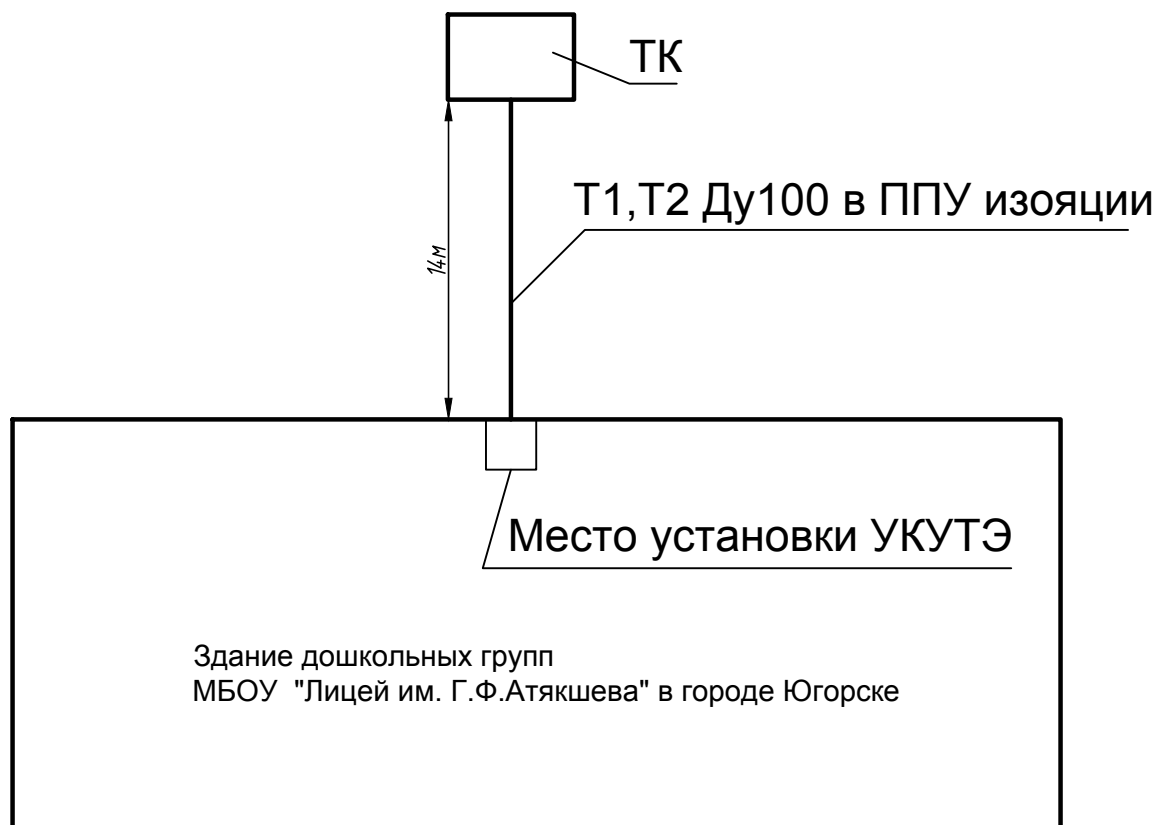 ТК
Т1,Т2 Ду100 в ППУ изояции
14м
Место установки УКУТЭ
Здание дошкольных групп
МБОУ "Лицей им. Г.Ф.Атякшева" в городе Югорске